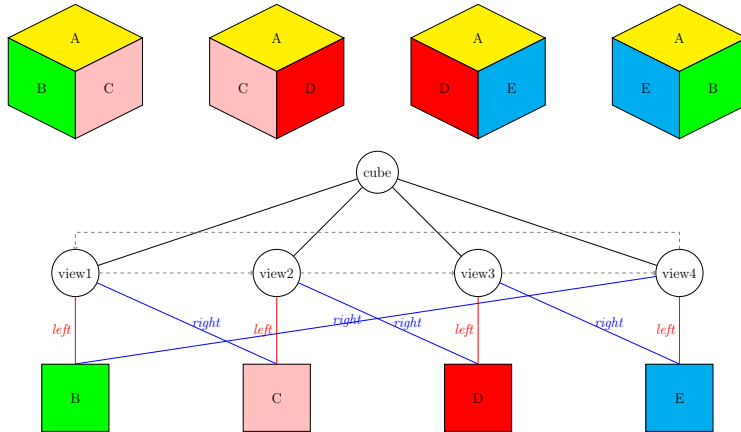 A A A A
B C C D D E E B
cube
view1 view2 view3 view4
left right left right right left right left
B C D E